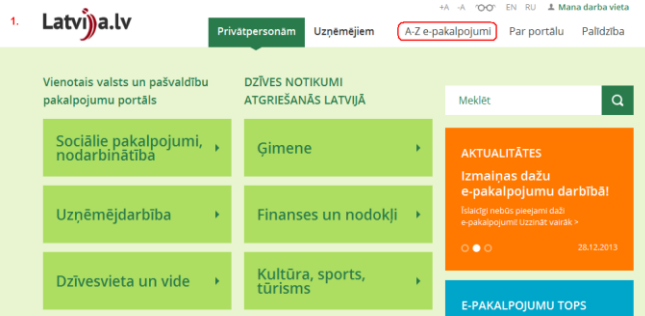 1.
Latvija.lv
+A -A EN RU Mana darba vieta
Privātpersonām Uzņēmējiem A-Z e-pakalpojumi Par portālu Palīdzība
Vienotais valsts un pašvaldību
pakalpojumu portāls
DZĪVES NOTIKUMI
ATGRIEŠANĀS LATVIJĀ
Meklēt
Sociālie pakalpojumi,
nodarbinātība
Ģimene
AKTUALITĀTES
Izmaiņas dažu
e-pakalpojumu darbībā!
Īslaicīgi nebūs pieejami daži
e-pakalpojumi! Uzzināt vairāk >
28.12.2013
Uzņēmējdarbība
Finanses un nodokļi
Dzīvesvieta un vide
Kultūra, sports,
tūrisms
E-PAKALPOJUMU TOPS